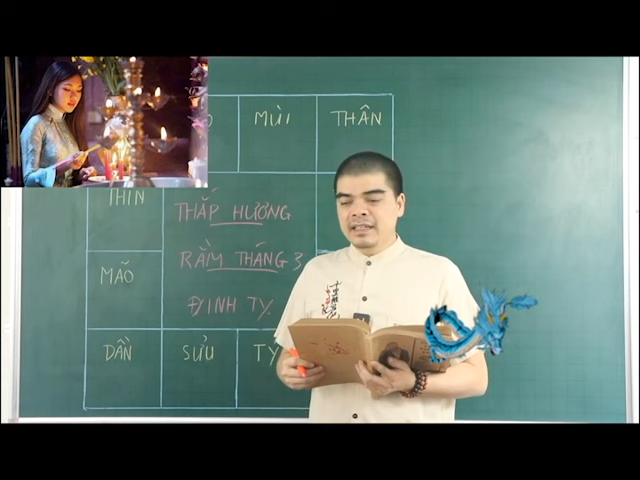 MÙI THÂN
THÌN
THẮP HƯƠNG
RẰM THÁNG 3
MÃO
ĐINH TỴ
DẦN SỬU TÝ